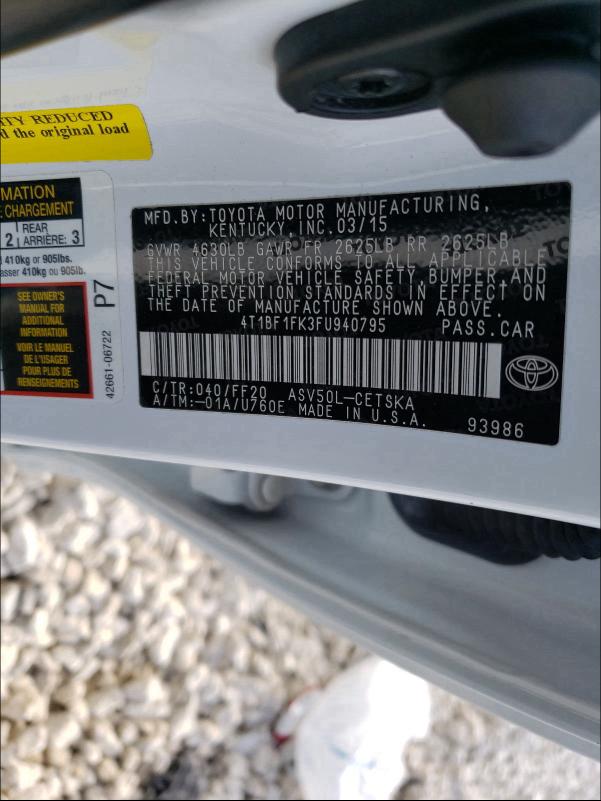 ITY REDUCED
d the original load
MATION
CHARGEMENT
2 REAR ARRIÈRE: 3
410kg or 905lbs.
asser 410kg ou 905lb.
SEE OWNER'S
MANUAL FOR
ADDITIONAL
INFORMATION
VOIR LE MANUEL
DE L'USAGER
POUR PLUS DE
RENSEIGNEMENTS
P7
42661-06722
MFD.BY:TOYOTA MOTOR MANUFACTURING,
KENTUCKY,INC.03/15
GVWR 4630LB GAWR FR 2625LB RR 2625LB
THIS VEHICLE CONFORMS TO ALL APPLICABLE
FEDERAL MOTOR VEHICLE SAFETY,BUMPER,AND
THEFT PREVENTION STANDARDS IN EFFECT ON
THE DATE OF MANUFACTURE SHOWN ABOVE.
4T1BF1FK3FU940795 PASS.CAR
C/TR:040/FF20 ASV50L-CETSKA
A/TM:-01A/U760E MADE IN U.S.A.
93986